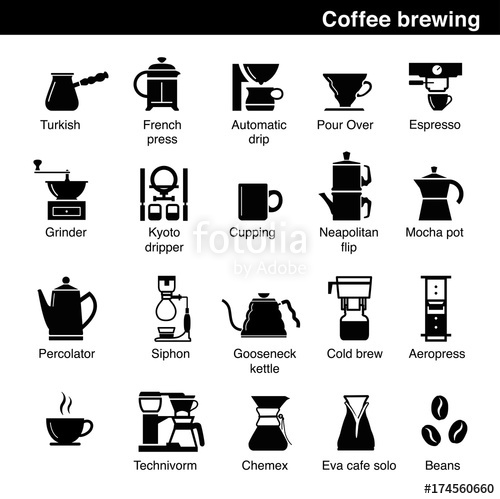 Coffee brewing
Turkish
French
press
Automatic
drip
Pour Over
Espresso
Grinder
Kyoto
dripper
Cupping
Neapolitan
flip
Mocha pot
fotolia
by Adobe
Percolator
Siphon
Gooseneck
kettle
Cold brew
Aeropress
Technivorm
Chemex
Eva cafe solo
Beans
#174560660